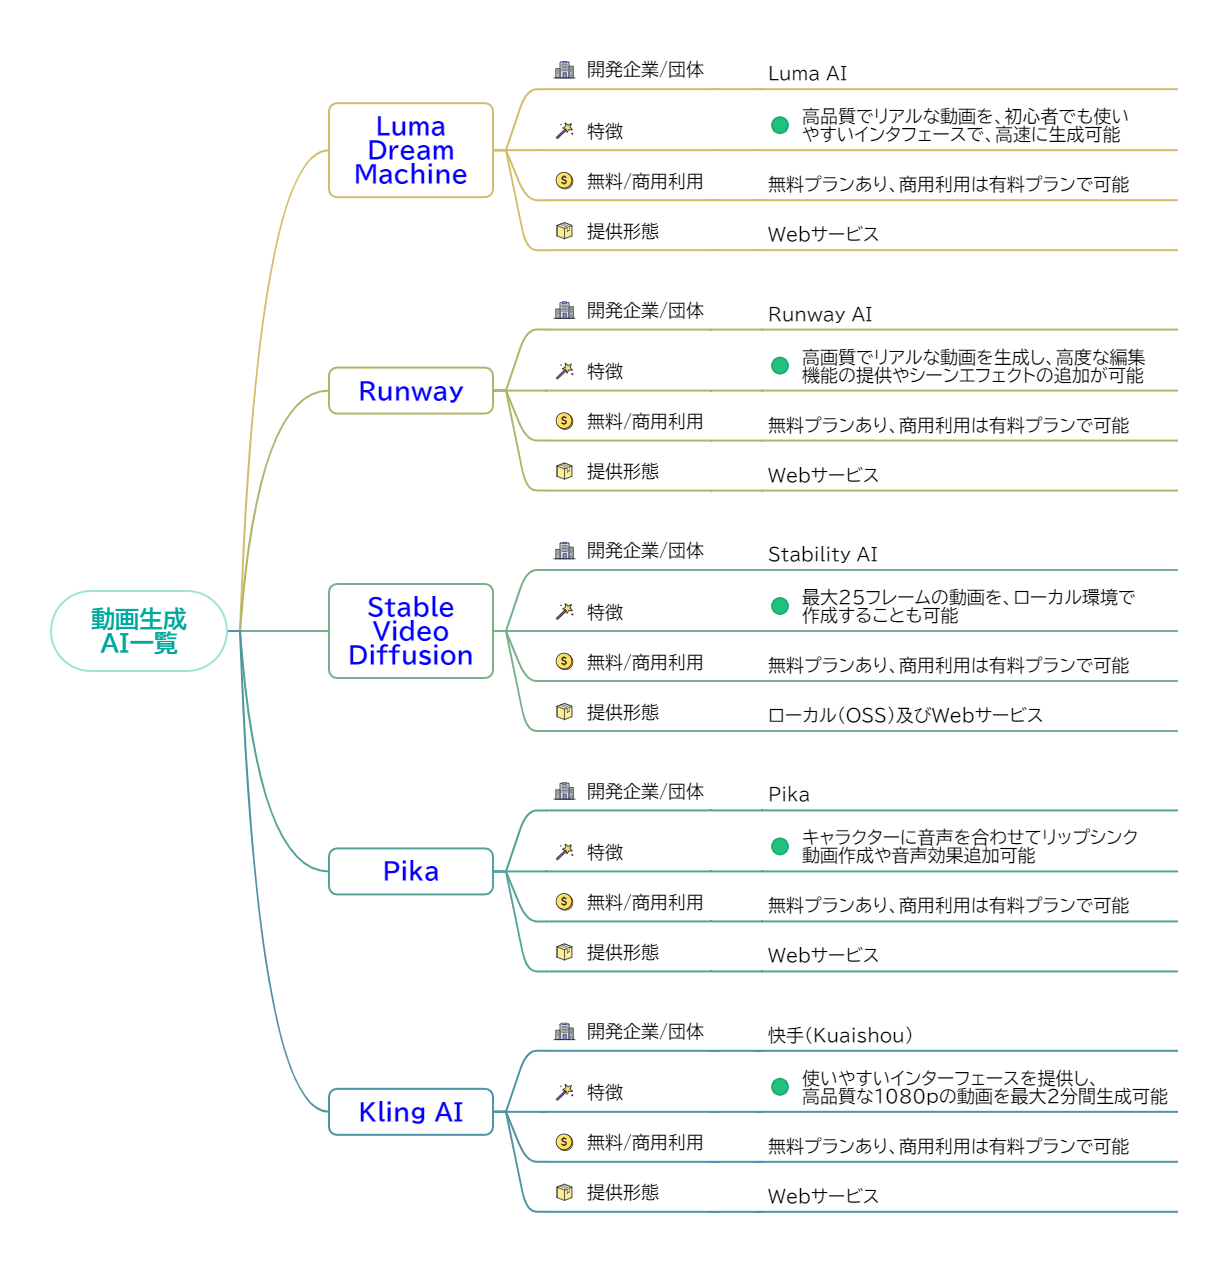 動画生成
AI一覧
Luma
Dream
Machine
開発企業/団体
Luma AI
特徴
高品質でリアルな動画を、初心者でも使い
やすいインタフェースで、高速に生成可能
無料/商用利用
無料プランあり、商用利用は有料プランで可能
提供形態
Webサービス
Runway
開発企業/団体
Runway AI
特徴
高画質でリアルな動画を生成し、高度な編集
機能の提供やシーンエフェクトの追加が可能
無料/商用利用
無料プランあり、商用利用は有料プランで可能
提供形態
Webサービス
Stable
Video
Diffusion
開発企業/団体
Stability AI
特徴
最大25フレームの動画を、ローカル環境で
作成することも可能
無料/商用利用
無料プランあり、商用利用は有料プランで可能
提供形態
ローカル(OSS)及びWebサービス
Pika
開発企業/団体
Pika
特徴
キャラクターに音声を合わせてリップシンク
動画作成や音声効果追加可能
無料/商用利用
無料プランあり、商用利用は有料プランで可能
提供形態
Webサービス
Kling AI
開発企業/団体
快手(Kuaishou)
特徴
使いやすいインターフェースを提供し、
高品質な1080pの動画を最大2分間生成可能
無料/商用利用
無料プランあり、商用利用は有料プランで可能
提供形態
Webサービス